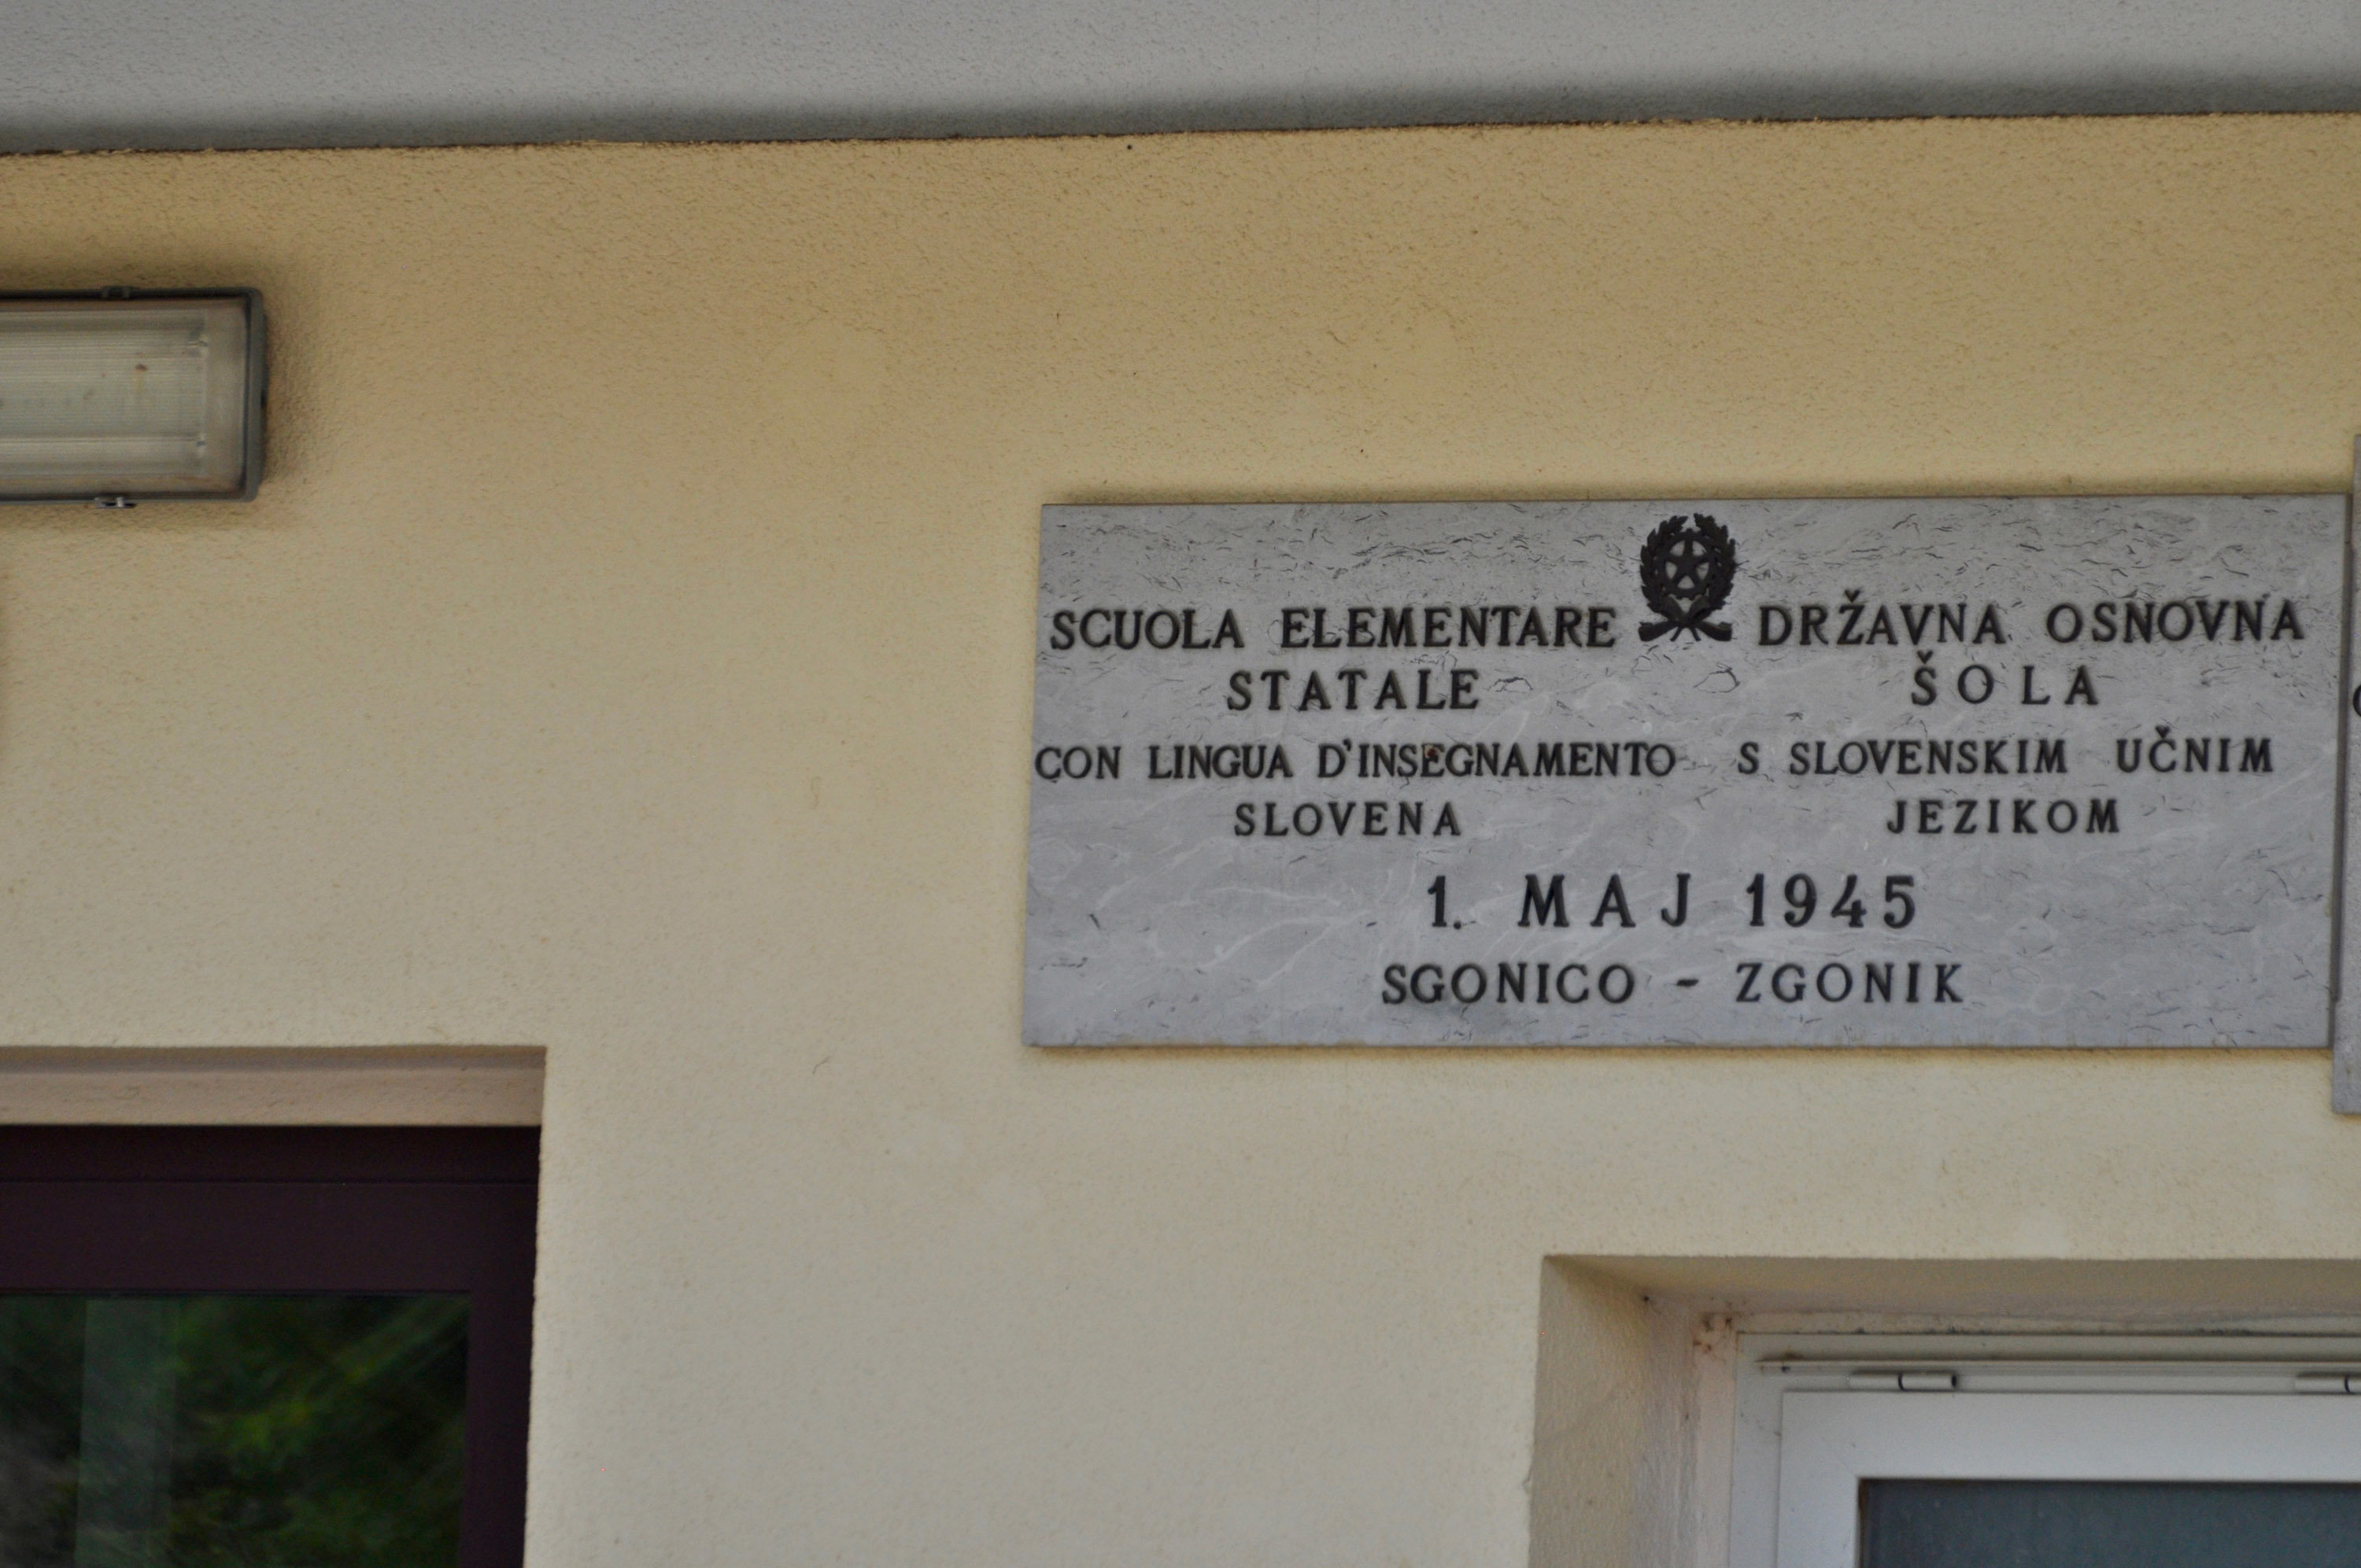 SCUOLA ELEMENTARE
STATALE
CON LINGUA D'INSEGNAMENTO
SLOVENA
DRŽAVNA OSNOVNA
ŠOLA
S SLOVENSKIM UČNIM
JEZIKOM
1. MAJ 1945
SGONICO - ZGONIK